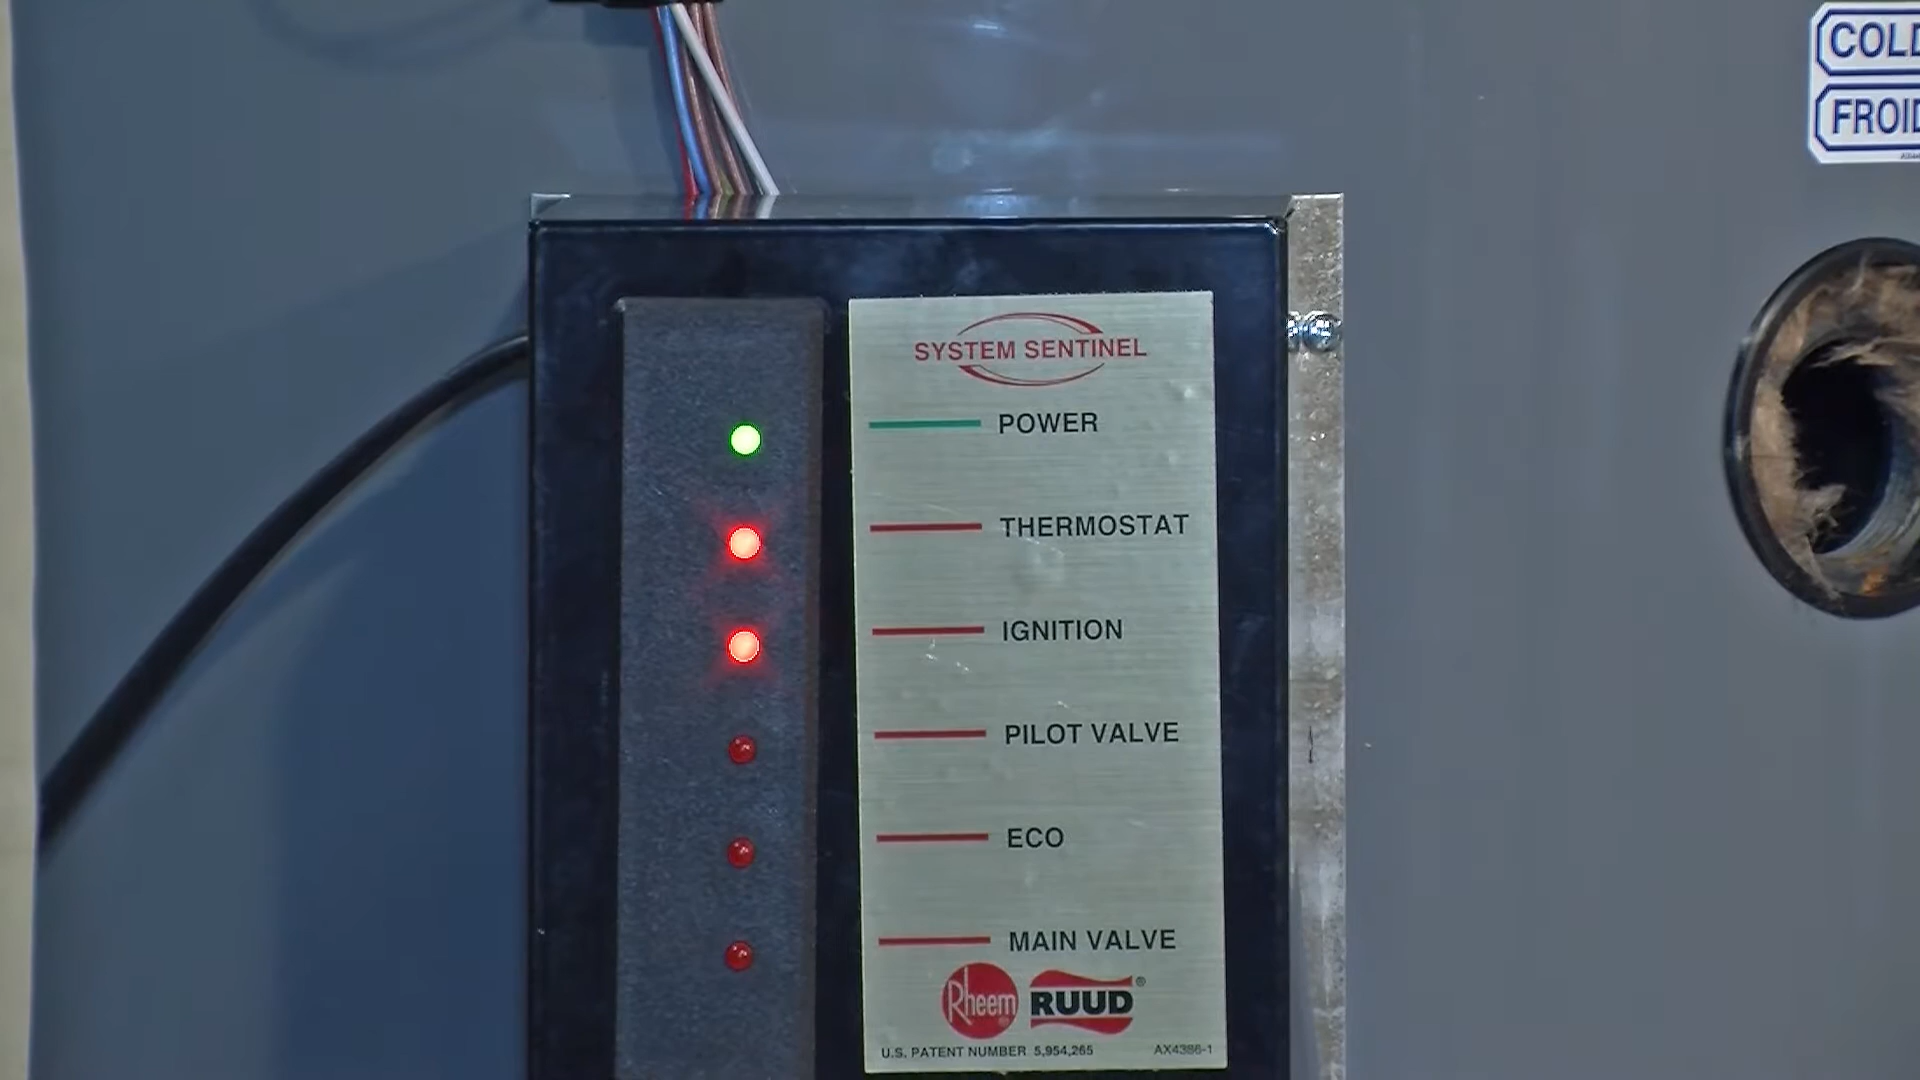 COLD
FROID
SYSTEM SENTINEL
POWER
THERMOSTAT
IGNITION
PILOT VALVE
ECO
MAIN VALVE
Rheem RUUD®
U.S. PATENT NUMBER 5,954,265 AX4386-1